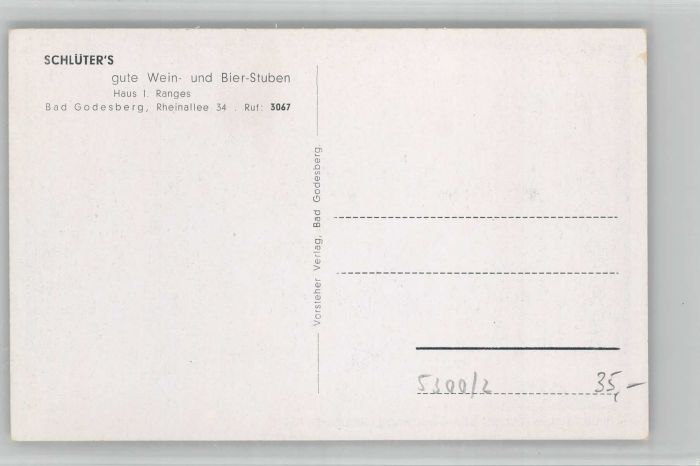 SCHLÜTER'S
gute Wein- und Bier-Stuben
Haus I. Ranges
Bad Godesberg, Rheinallee 34 . Ruf: 3067
Vorsteher Verlag, Bad Godesberg.
5300/2
35,-